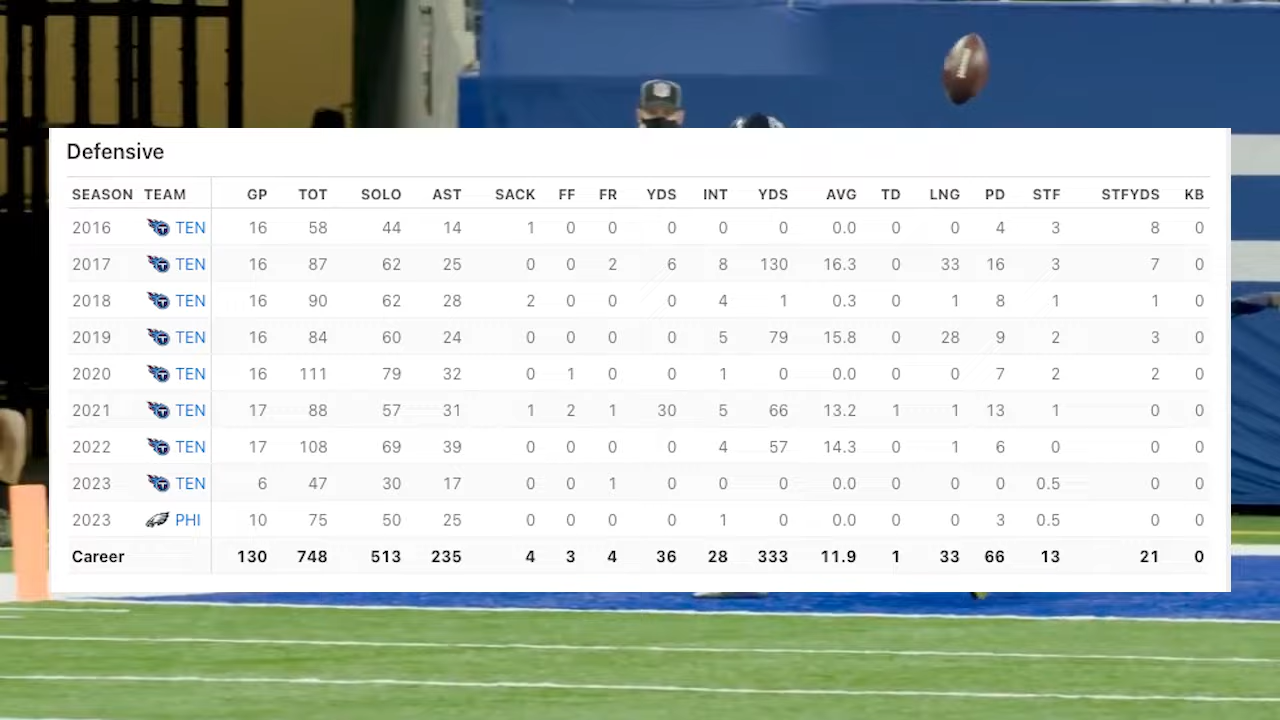 Defensive
SEASON TEAM GP TOT SOLO AST SACK FF FR YDS INT YDS AVG TD LNG PD STF STFYDS KB
2016 TEN 16 58 44 14 1 0 0 0 0 0 0.0 0 0 4 3 8 0
2017 TEN 16 87 62 25 0 0 2 6 8 130 16.3 0 33 16 3 7 0
2018 TEN 16 90 62 28 2 0 0 0 4 1 0.3 0 1 8 1 1 0
2019 TEN 16 84 60 24 0 0 0 0 5 79 15.8 0 28 9 2 3 0
2020 TEN 16 111 79 32 0 1 0 0 1 0 0.0 0 0 7 2 2 0
2021 TEN 17 88 57 31 1 2 1 30 5 66 13.2 1 1 13 1 0 0
2022 TEN 17 108 69 39 0 0 0 0 4 57 14.3 0 1 6 0 0 0
2023 TEN 6 47 30 17 0 0 1 0 0 0 0.0 0 0 0 0.5 0 0
2023 PHI 10 75 50 25 0 0 0 0 1 0 0.0 0 0 3 0.5 0 0
Career 130 748 513 235 4 3 4 36 28 333 11.9 1 33 66 13 21 0